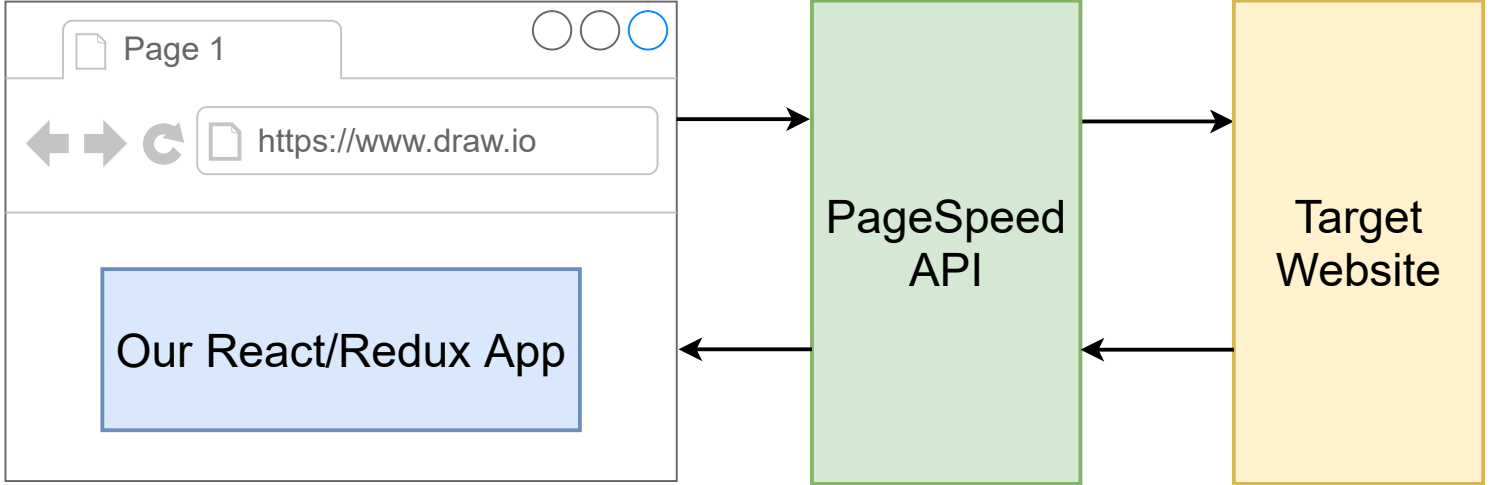 Page 1
https://www.draw.io
Our React/Redux App
PageSpeed
API
Target
Website